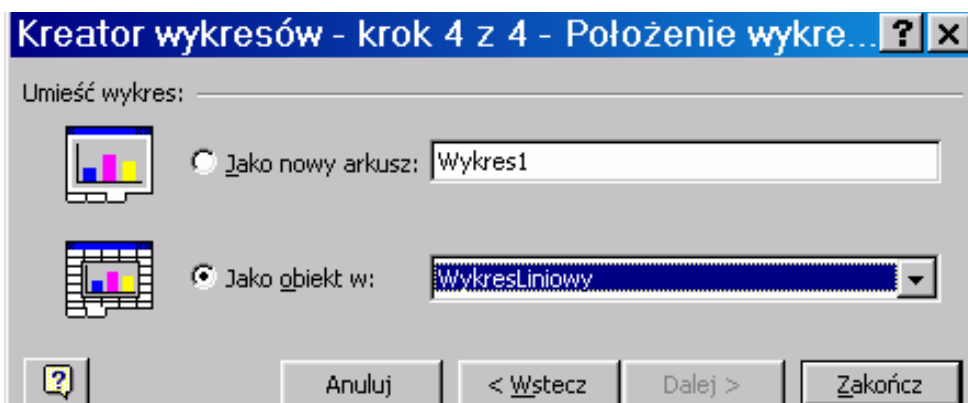 Kreator wykresów - krok 4 z 4 - Położenie wykre...
Umieść wykres:
Jako nowy arkusz: Wykres1
Jako obiekt w: WykresLiniowy
Anuluj < Wstecz Dalej > Zakończ